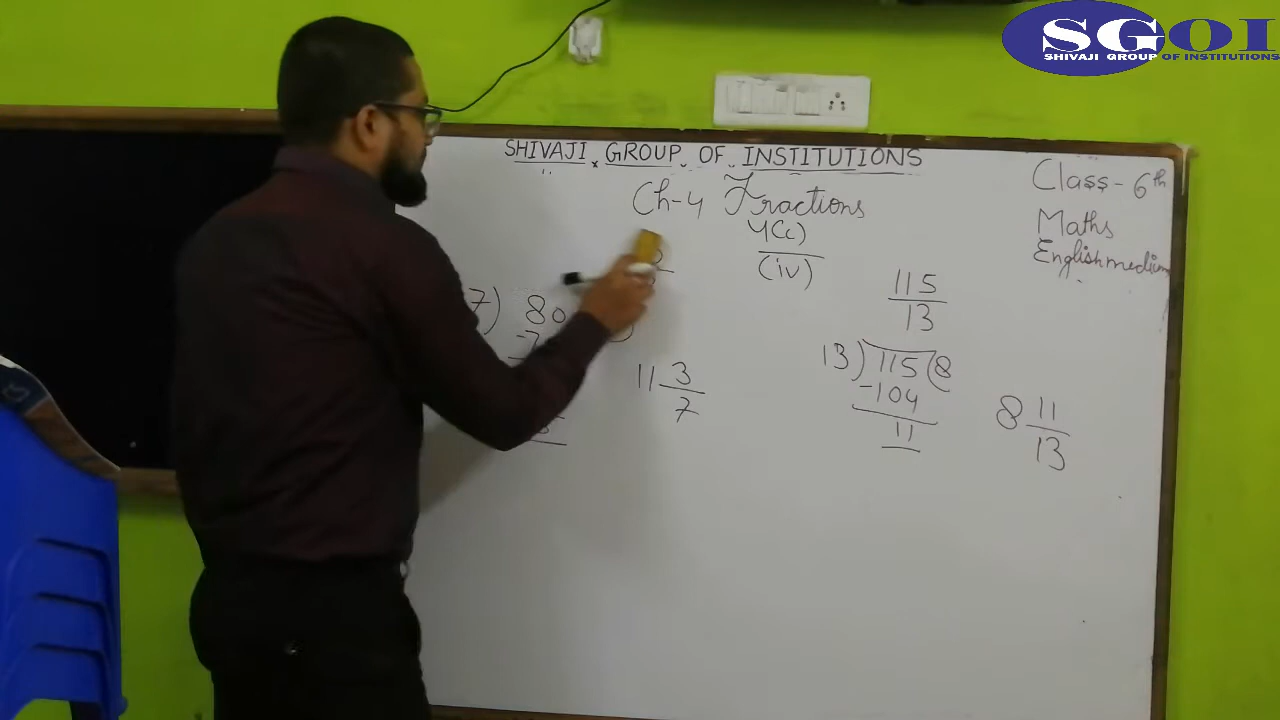 SGOI
SHIVAJI GROUP OF INSTITUTIONS
SHIVAJI GROUP OF INSTITUTIONS
Ch-4 Fractions
Class-6th
Maths
English medium
4(c)
(iv)
7) 80
11 3/7
115/13
13) 115 (8
-104
11
8 11/13